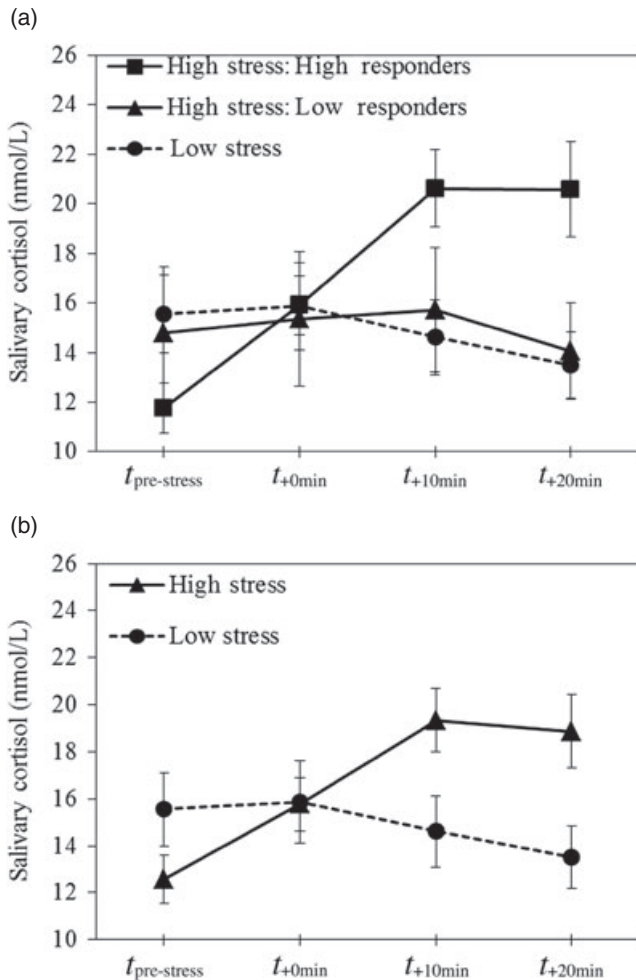 (a)
26
24
22
20
18
16
14
12
10
Salivary cortisol (nmol/L)
High stress: High responders
High stress: Low responders
Low stress
tpre-stress t+0min t+10min t+20min
(b)
26
24
22
20
18
16
14
12
10
Salivary cortisol (nmol/L)
High stress
Low stress
tpre-stress t+0min t+10min t+20min